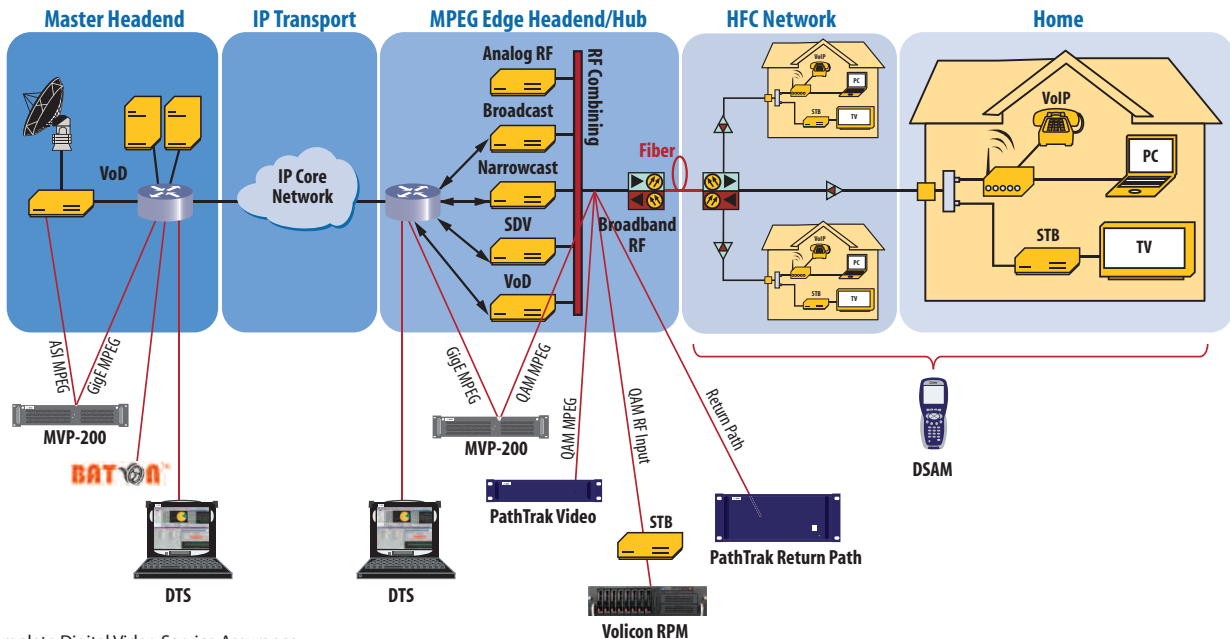 Master Headend
IP Transport
MPEG Edge Headend/Hub
HFC Network
Home
VoD
IP Core
Network
Analog RF
Broadcast
Narrowcast
SDV
VoD
RF Combining
Broadband
RF
Fiber
VoIP
PC
STB
TV
VoIP
PC
STB
TV
VoIP
PC
STB
TV
ASI MPEG
GigE MPEG
GigE MPEG
QAM MPEG
QAM MPEG
QAM RF Input
Return Path
MVP-200
BATON
DTS
DTS
MVP-200
PathTrak Video
STB
Volicon RPM
PathTrak Return Path
DSAM
Digital Video Service